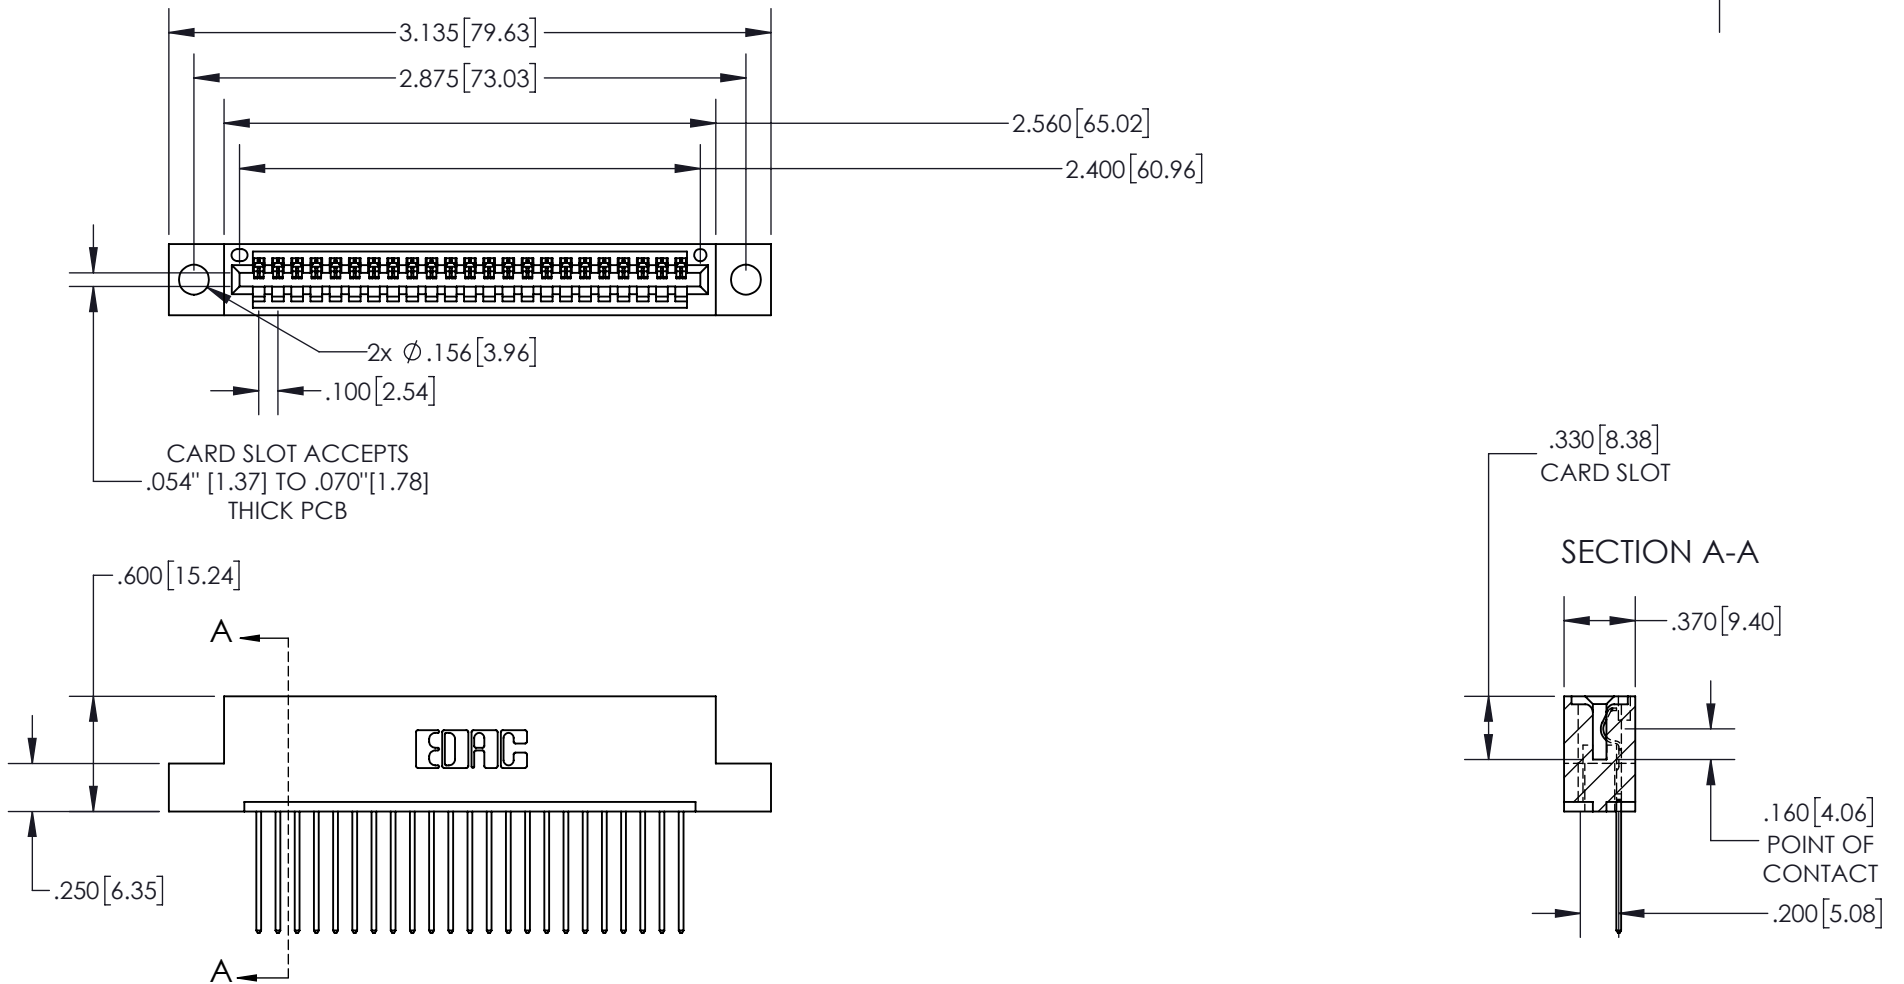 3.135[79.63]
2.875[73.03]
2.560[65.02]
2.400[60.96]
2x Ø.156[3.96]
.100[2.54]
CARD SLOT ACCEPTS
.054" [1.37] TO .070"[1.78]
THICK PCB
.330[8.38]
CARD SLOT
SECTION A-A
.600[15.24]
.370[9.40]
A
EDAC
.160[4.06]
POINT OF
CONTACT
.250[6.35]
.200[5.08]
A